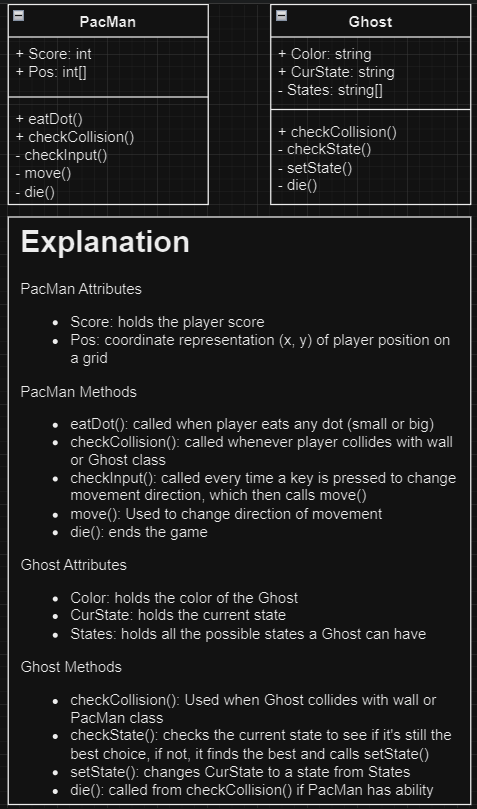 PacMan
+ Score: int
+ Pos: int[]
+ eatDot()
+ checkCollision()
- checkInput()
- move()
- die()
Ghost
+ Color: string
+ CurState: string
- States: string[]
+ checkCollision()
- checkState()
- setState()
- die()
Explanation
PacMan Attributes
• Score: holds the player score
• Pos: coordinate representation (x, y) of player position on
a grid
PacMan Methods
• eatDot(): called when player eats any dot (small or big)
• checkCollision(): called whenever player collides with wall
or Ghost class
• checkInput(): called every time a key is pressed to change
movement direction, which then calls move()
• move(): Used to change direction of movement
• die(): ends the game
Ghost Attributes
• Color: holds the color of the Ghost
• CurState: holds the current state
• States: holds all the possible states a Ghost can have
Ghost Methods
• checkCollision(): Used when Ghost collides with wall or
PacMan class
• checkState(): checks the current state to see if it's still the
best choice, if not, it finds the best and calls setState()
• setState(): changes CurState to a state from States
• die(): called from checkCollision() if PacMan has ability